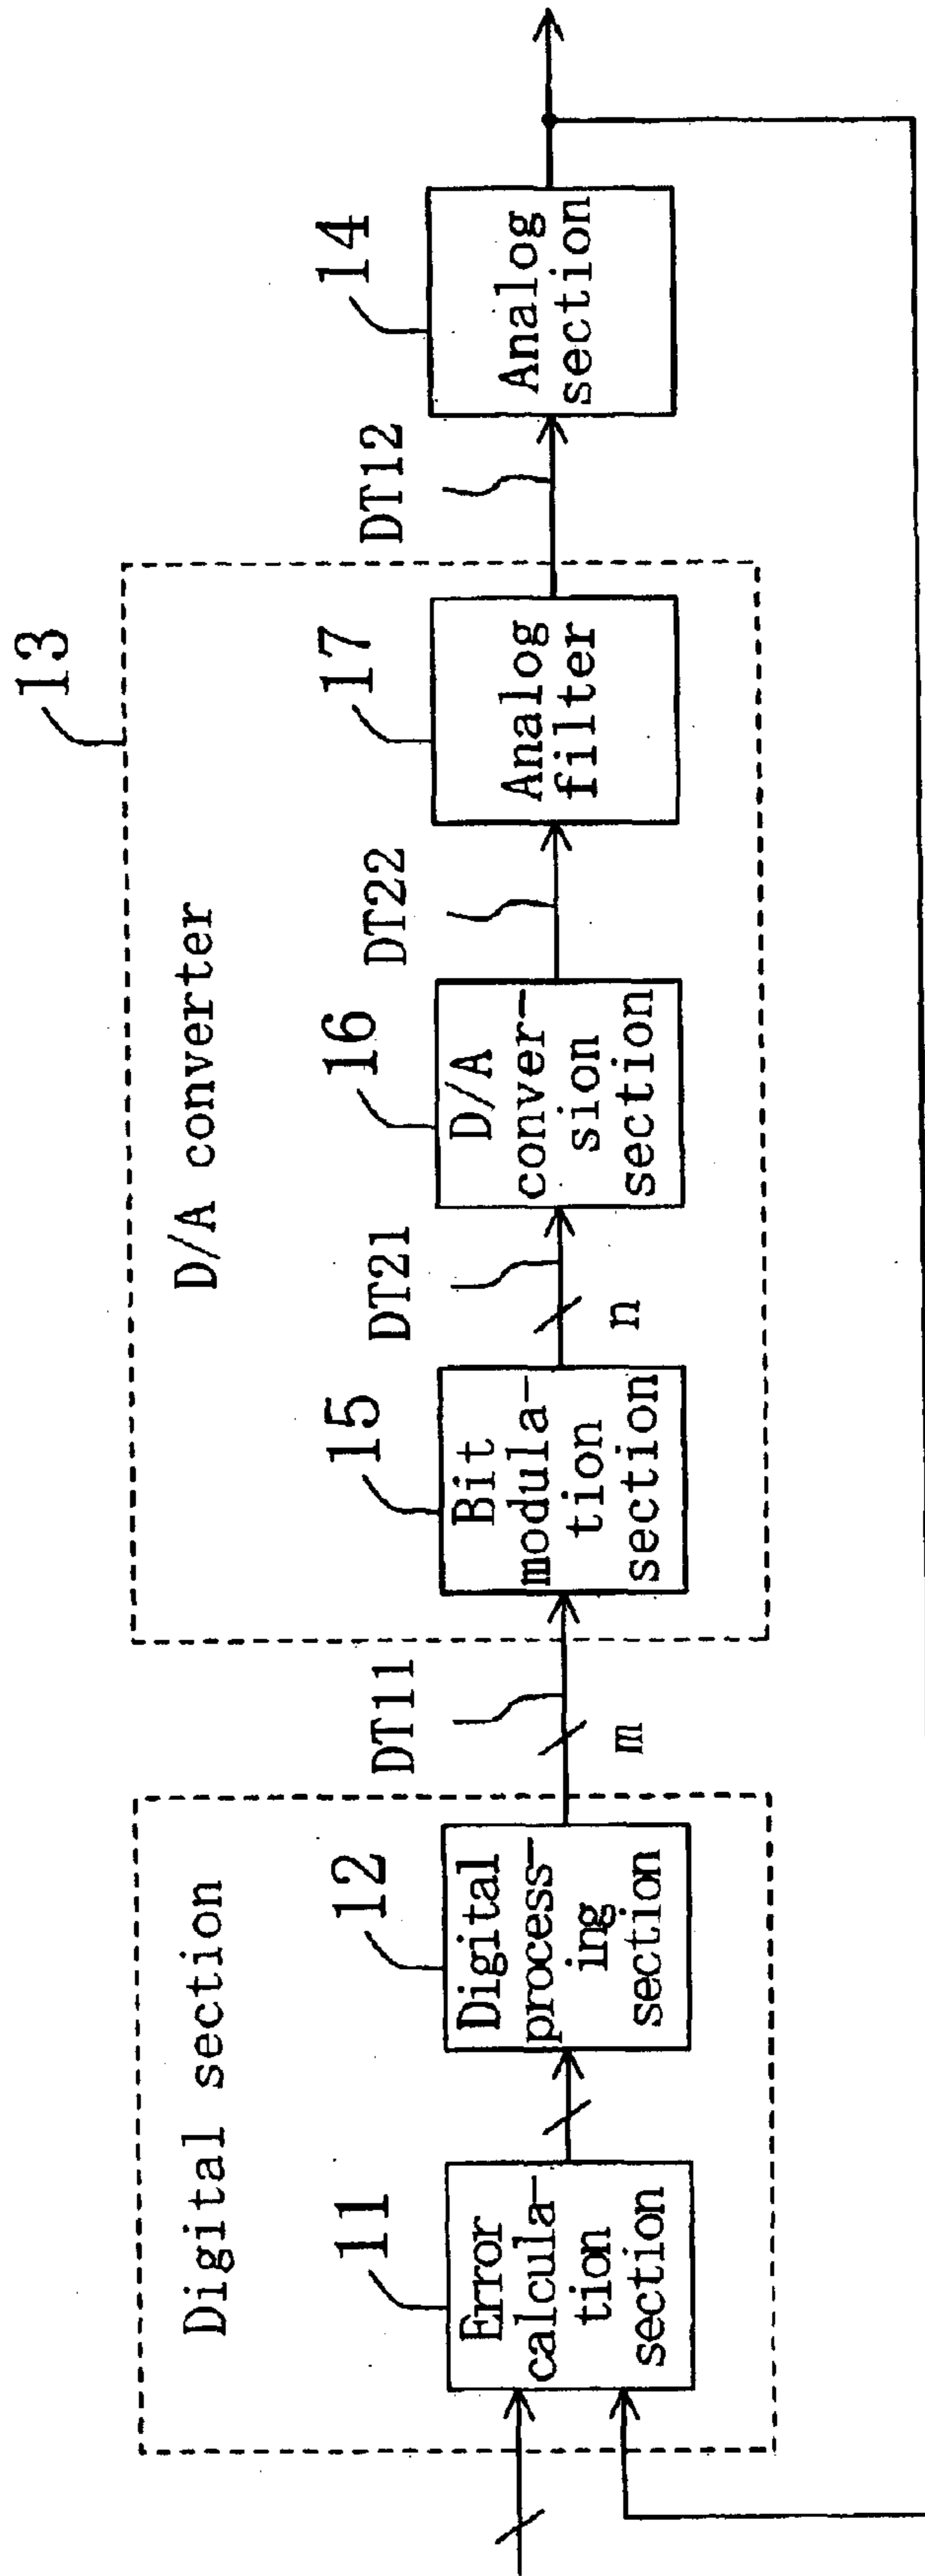 Digital section
11
Error
calcula-
tion
section
12
Digital
process-
ing
section
DT11
m
13
D/A converter
15
Bit
modula-
tion
section
DT21
n
16
D/A
conver-
sion
section
DT22
17
Analog
filter
DT12
14
Analog
section